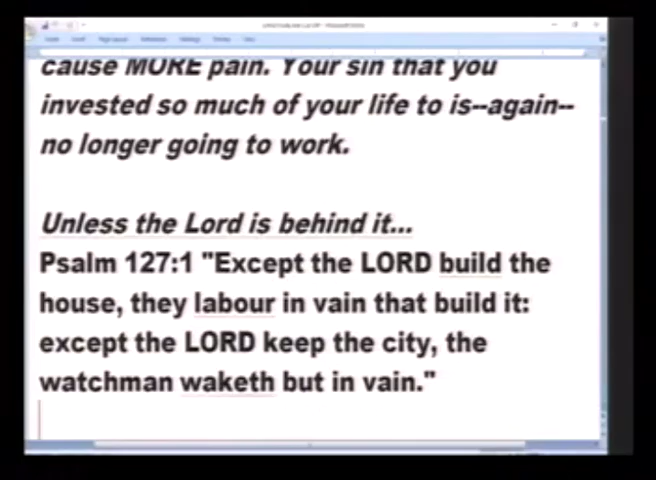 cause MORE pain. Your sin that you
invested so much of your life to is--again--
no longer going to work.
Unless the Lord is behind it...
Psalm 127:1 "Except the LORD build the
house, they labour in vain that build it:
except the LORD keep the city, the
watchman waketh but in vain."